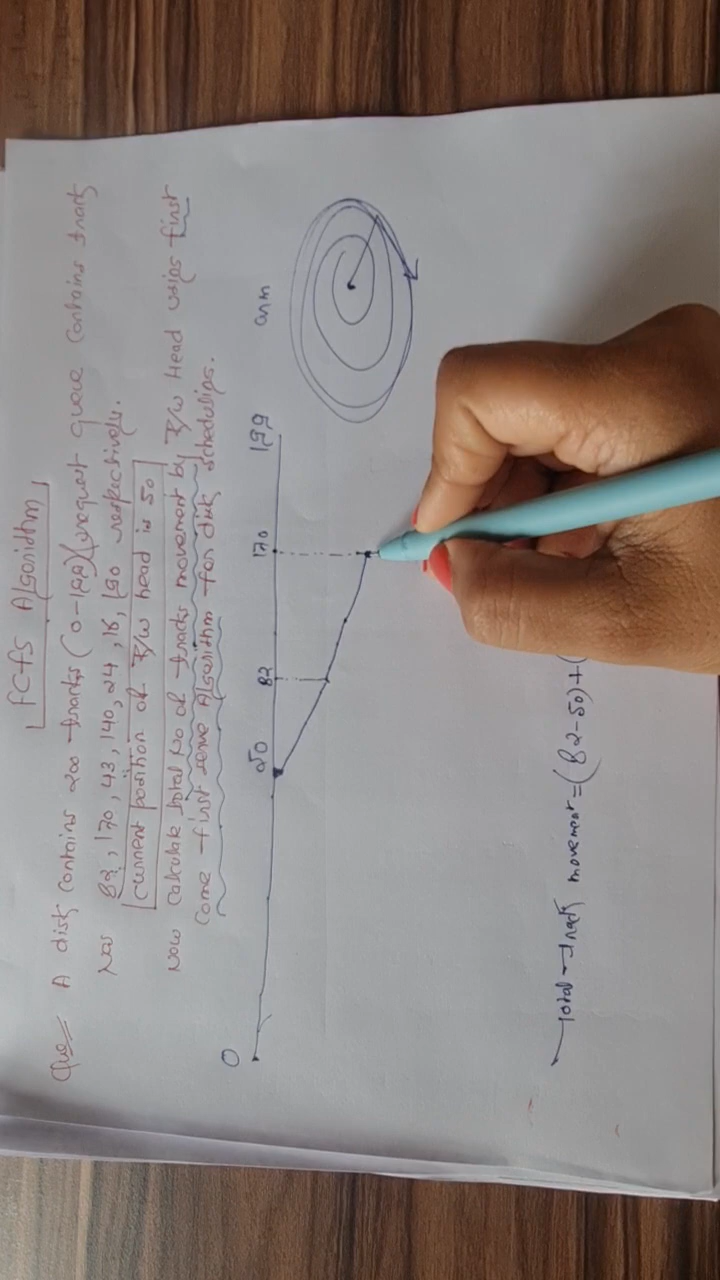 FCFS Algorithm
Que A disk contains 200 tracks (0-199) request queue contains track
No 82, 170, 43, 140, 24, 16, 190 respectively.
current position of R/W head is 50
Now calculate total No of tracks movement by R/W Head using first
come first serve Algorithm for disk scheduling.
0 50 82 170 199 arm
total track movement = (82-50)+(